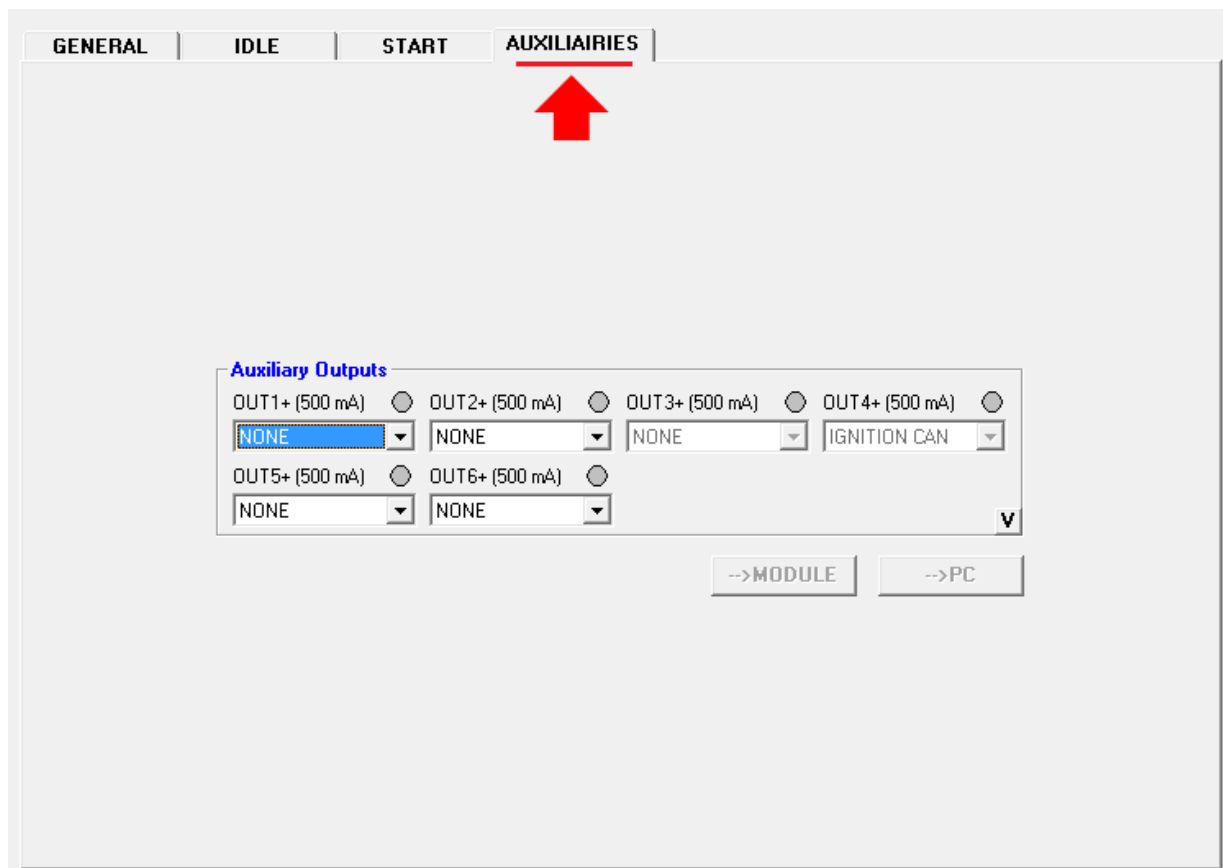 GENERAL IDLE START AUXILIAIRIES
Auxiliary Outputs
OUT1+ (500 mA) OUT2+ (500 mA) OUT3+ (500 mA) OUT4+ (500 mA)
NONE NONE NONE IGNITION CAN
OUT5+ (500 mA) OUT6+ (500 mA)
NONE NONE
V
-->MODULE -->PC